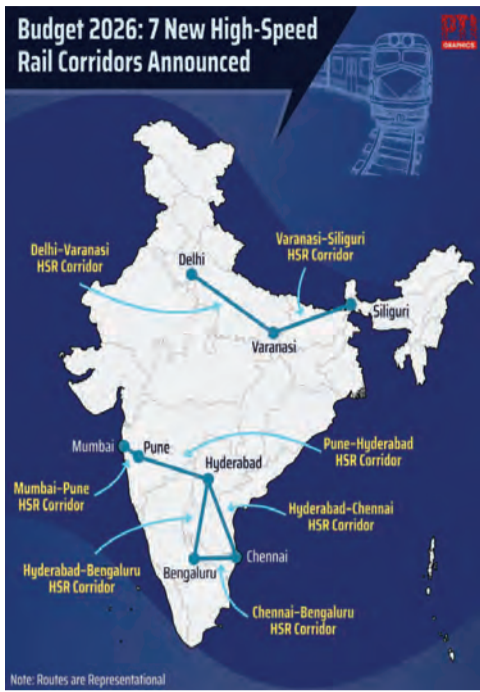 Budget 2026: 7 New High-Speed
Rail Corridors Announced
GRAPHICS
Delhi-Varanasi
HSR Corridor
Varanasi-Siliguri
HSR Corridor
Delhi
Siliguri
Varanasi
Mumbai
Pune
Pune-Hyderabad
HSR Corridor
Hyderabad
Mumbai-Pune
HSR Corridor
Hyderabad-Chennai
HSR Corridor
Hyderabad-Bengaluru
HSR Corridor
Bengaluru
Chennai
Chennai-Bengaluru
HSR Corridor
Note: Routes are Representational